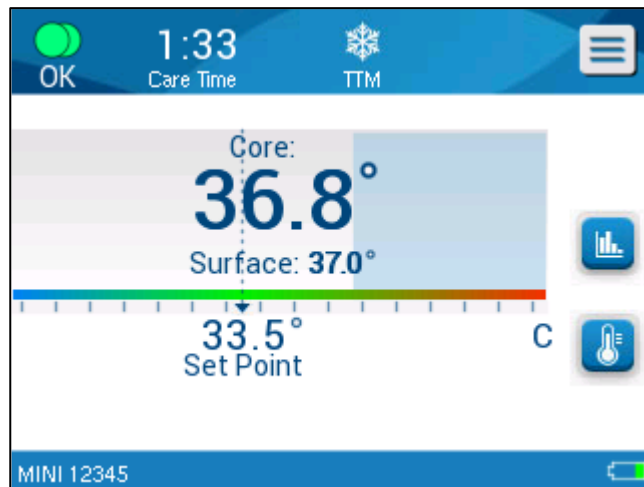 1:33
OK
Care Time
TTM
Core:
36.8°
Surface: 37.0°
33.5°
C
Set Point
MINI 12345